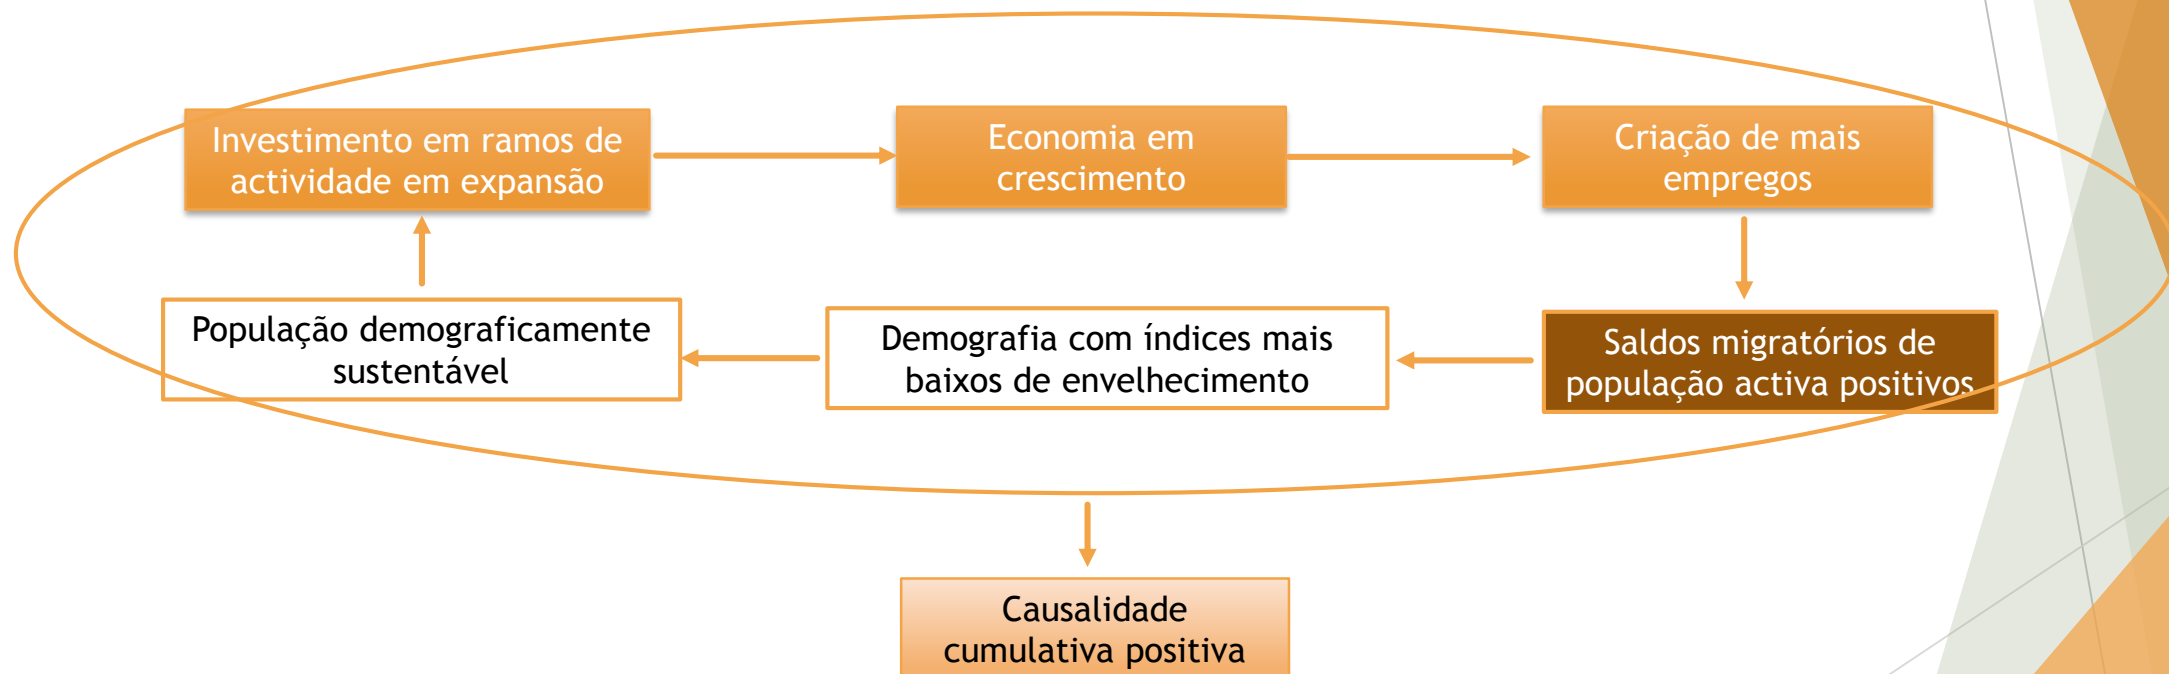 Investimento em ramos de
actividade em expansão
Economia em
crescimento
Criação de mais
empregos
População demograficamente
sustentável
Demografia com índices mais
baixos de envelhecimento
Saldos migratórios de
população activa positivos
Causalidade
cumulativa positiva